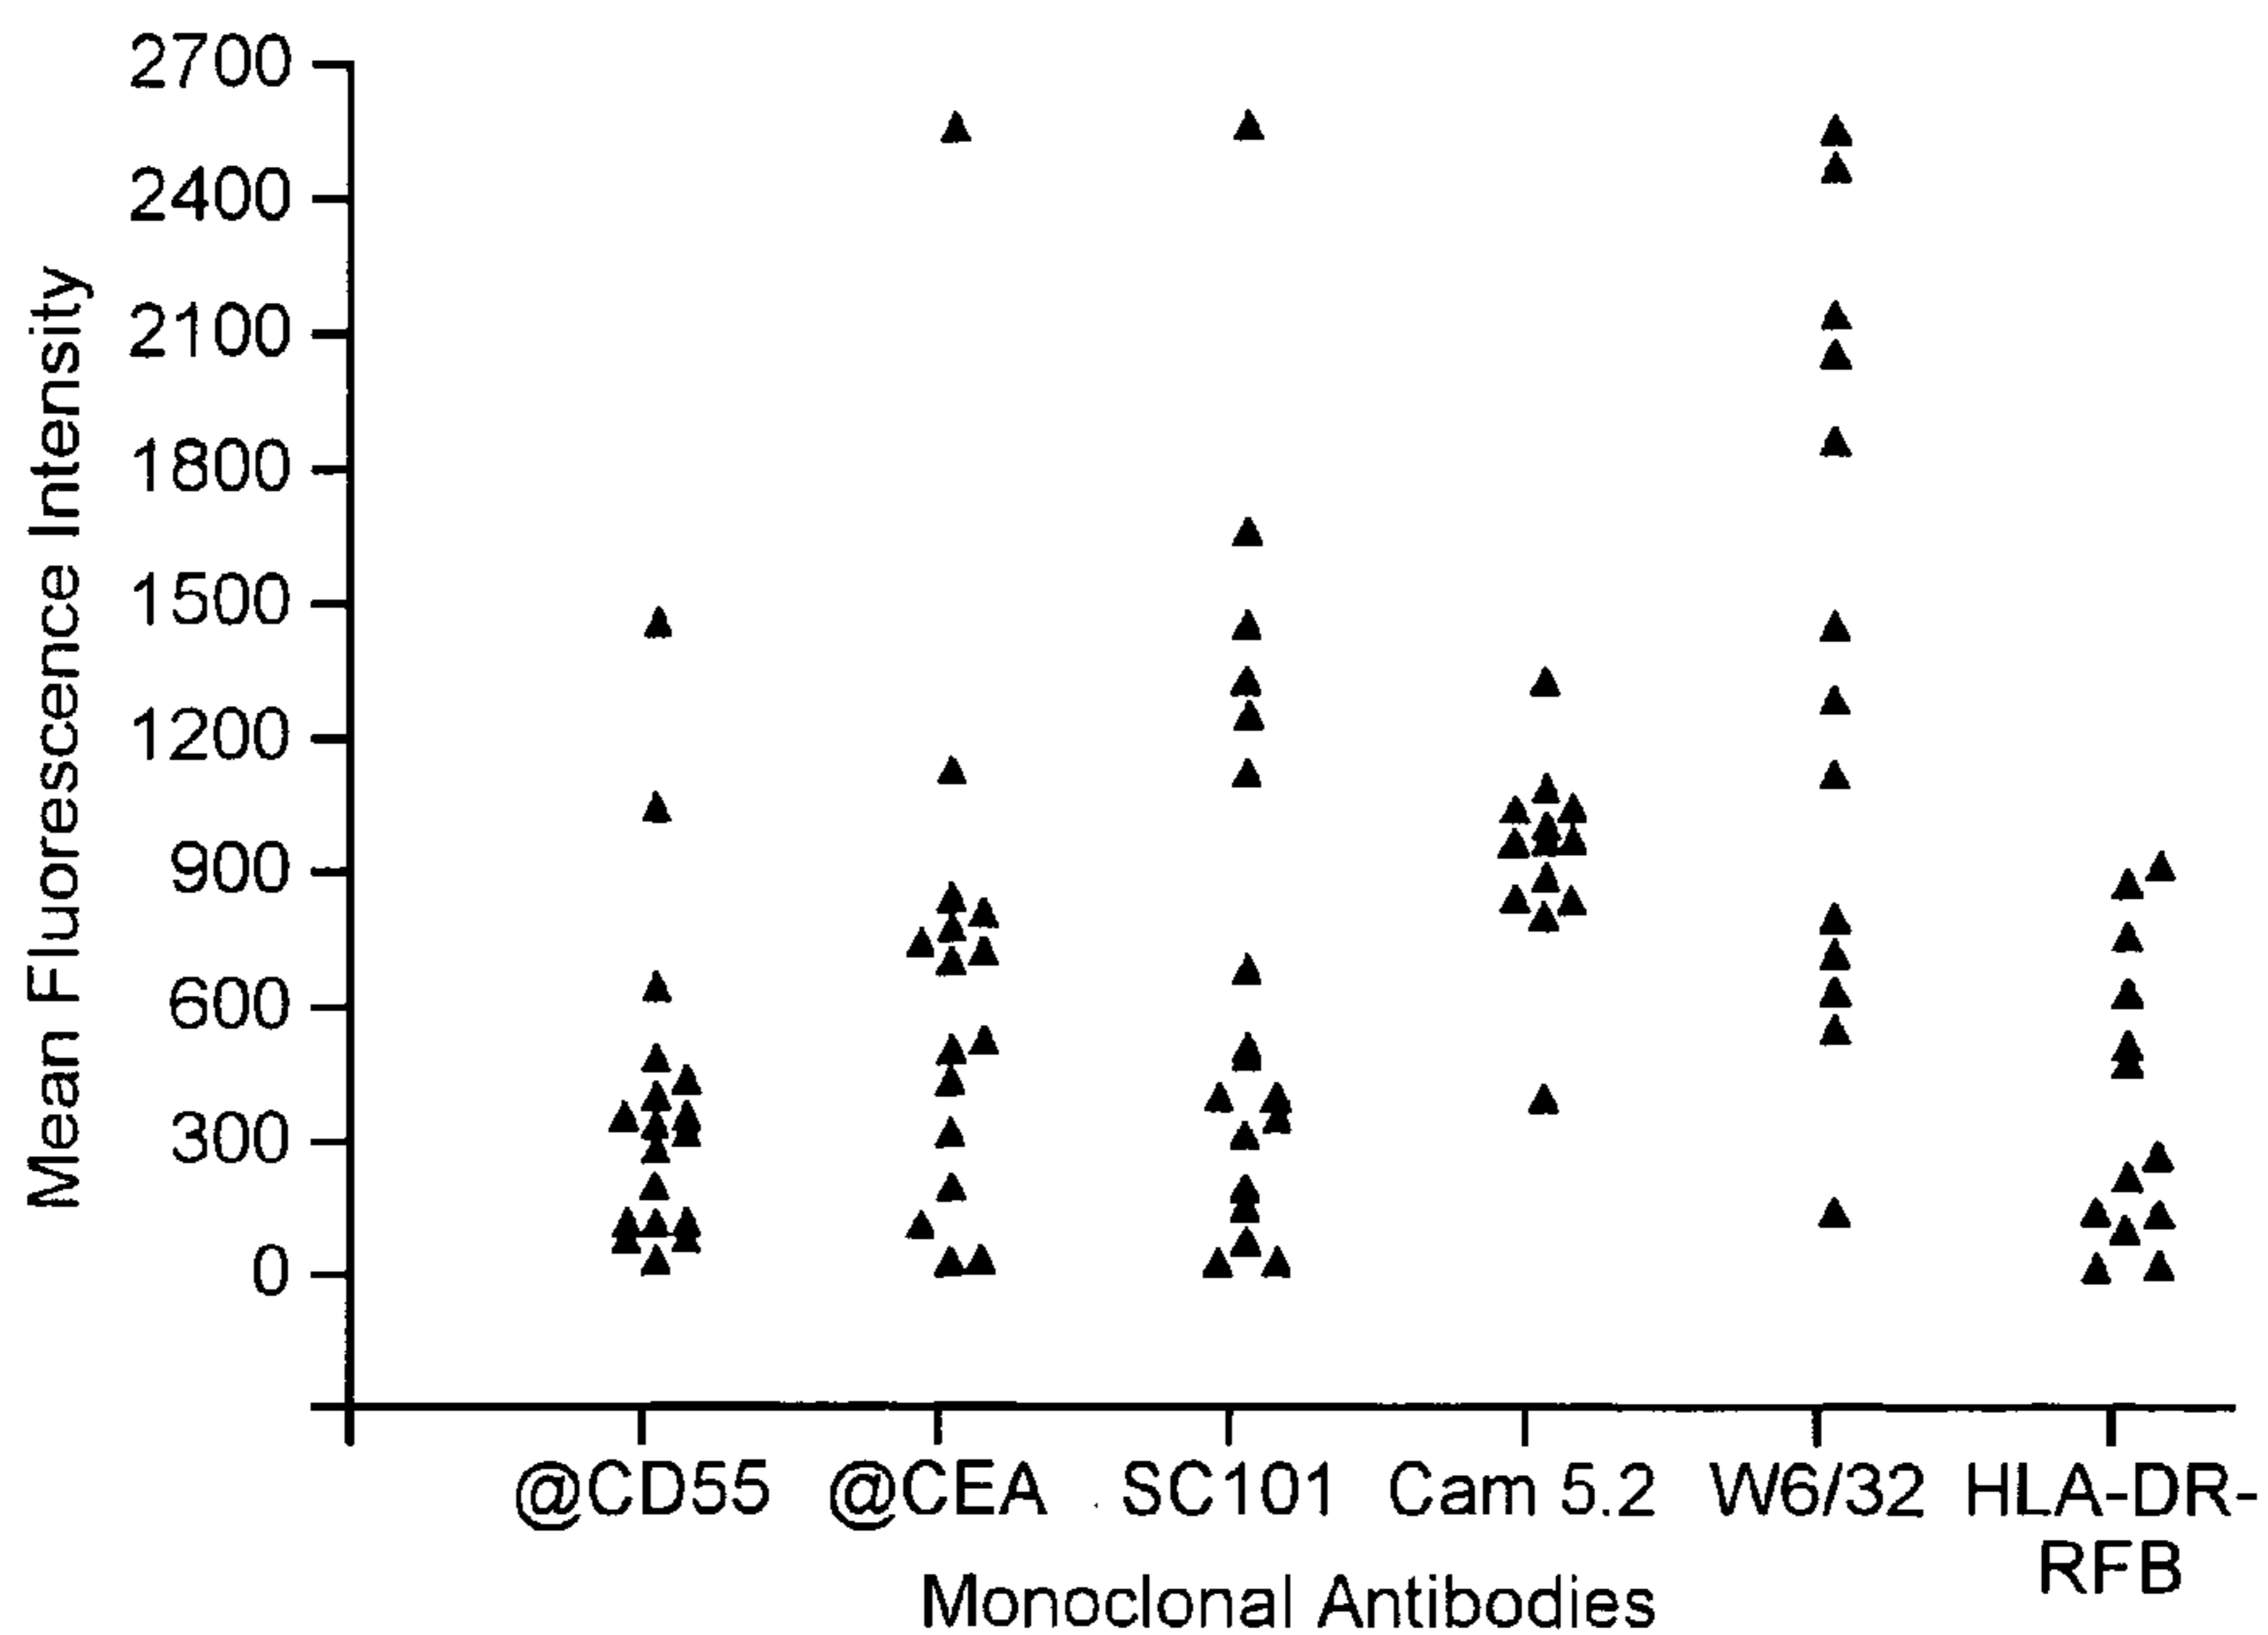 Mean Fluorescence Intensity
2700
2400
2100
1800
1500
1200
900
600
300
0
@CD55 @CEA SC101 Cam 5.2 W6/32 HLA-DR-
RFB
Monoclonal Antibodies